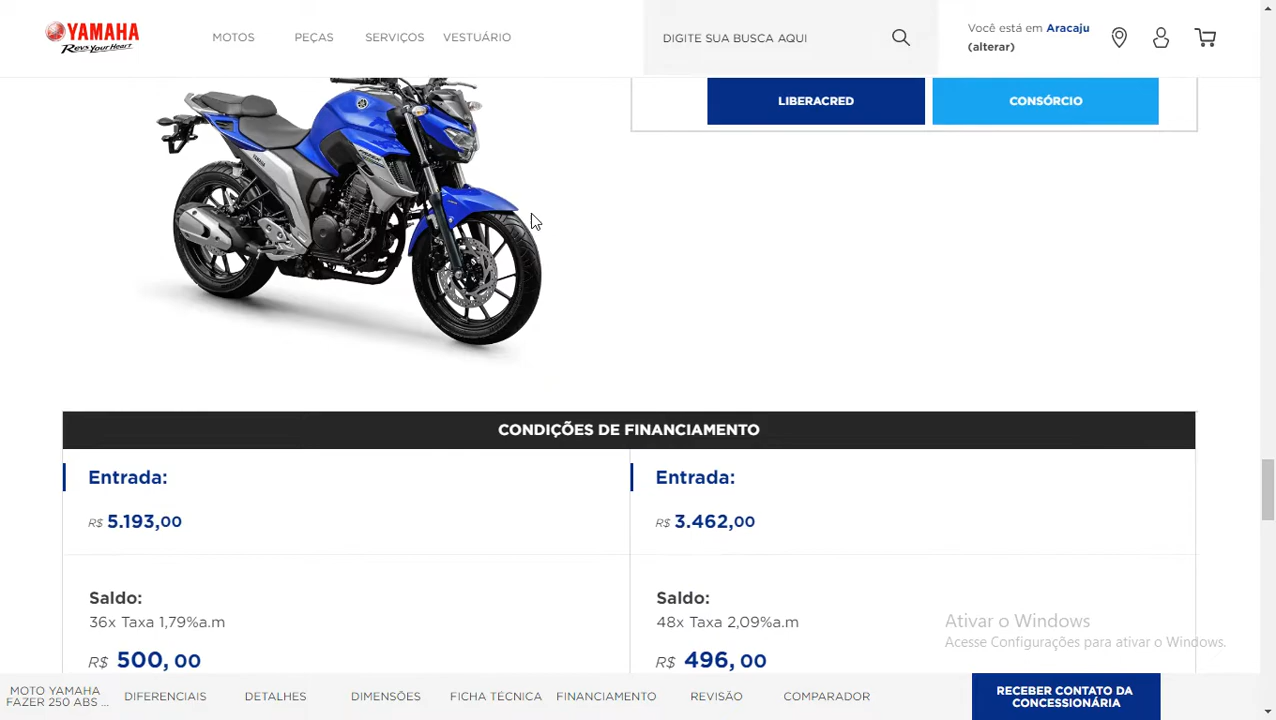 YAMAHA
Revs Your Heart
MOTOS PEÇAS SERVIÇOS VESTUÁRIO
DIGITE SUA BUSCA AQUI
Você está em Aracaju
(alterar)
LIBERACRED CONSÓRCIO
CONDIÇÕES DE FINANCIAMENTO
Entrada: Entrada:
R$ 5.193,00 R$ 3.462,00
Saldo: Saldo:
36x Taxa 1,79%a.m 48x Taxa 2,09%a.m
R$ 500, 00 R$ 496, 00
Ativar o Windows
Acesse Configurações para ativar o Windows.
MOTO YAMAHA
FAZER 250 ABS ...
DIFERENCIAIS DETALHES DIMENSÕES FICHA TÉCNICA FINANCIAMENTO REVISÃO COMPARADOR
RECEBER CONTATO DA
CONCESSIONÁRIA